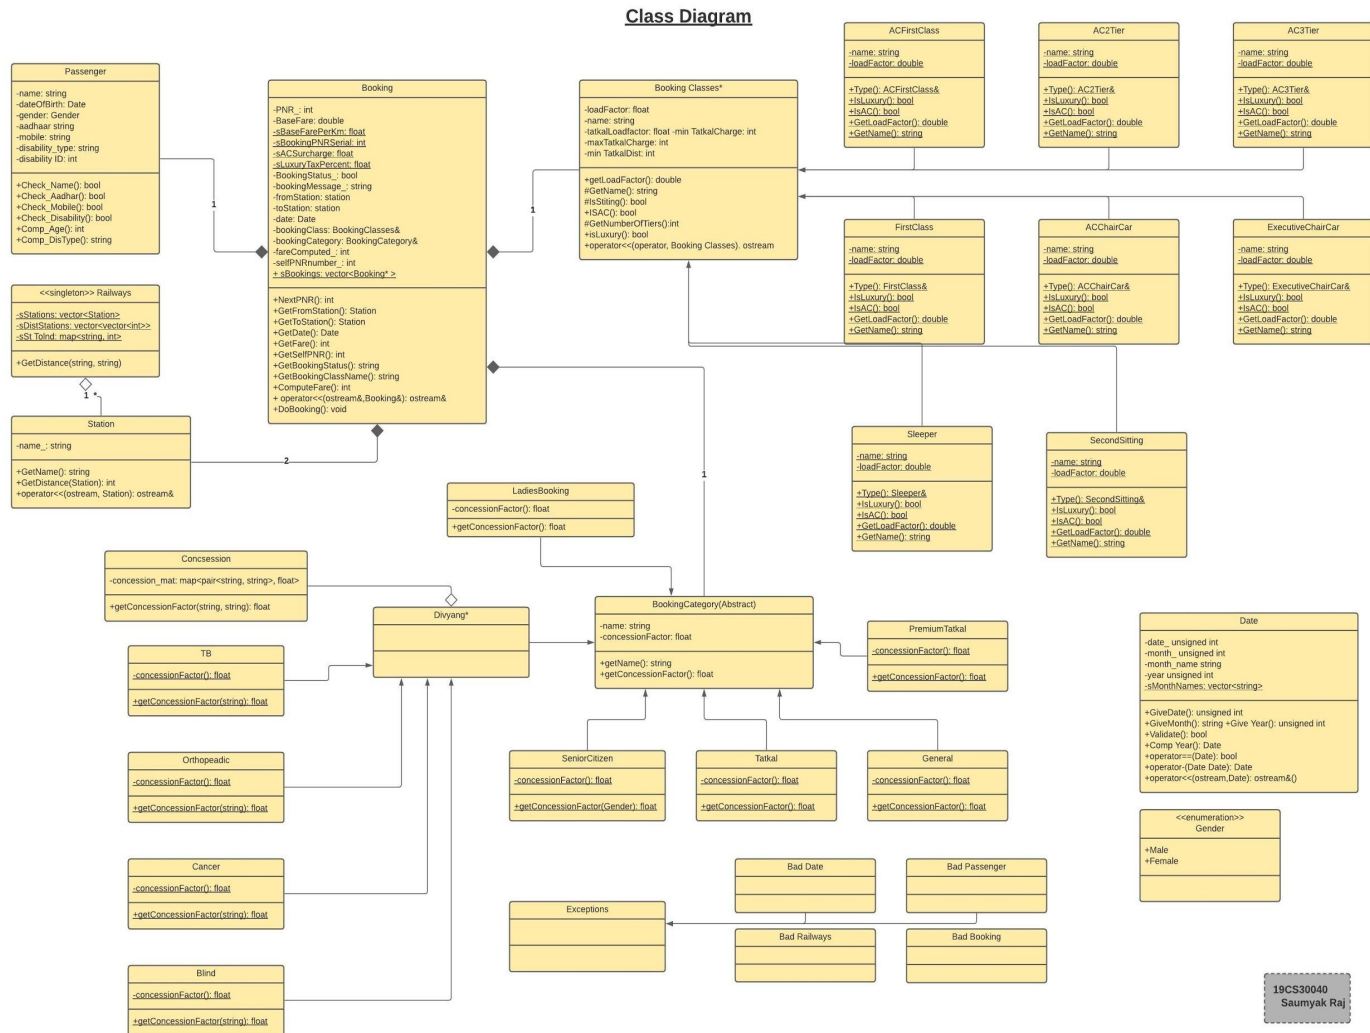 Class Diagram
Passenger
-name: string
-dateOfBirth: Date
-gender: Gender
-aadhaar string
-mobile: string
-disability_type: string
-disability ID: int
+Check_Name(): bool
+Check_Aadhar(): bool
+Check_Mobile(): bool
+Check_Disability(): bool
+Comp_Age(): int
+Comp_DisType(): string
1
<<singleton>> Railways
-sStations: vector<Station>
-sDistStations: vector<vector<int>>
-sSt ToInd: map<string, int>
+GetDistance(string, string)
1 *
Station
-name_: string
+GetName(): string
+GetDistance(Station): int
+operator<<(ostream, Station): ostream&
2
Booking
-PNR_: int
-BaseFare: double
-sBaseFarePerKm: float
-sBookingPNRSerial: int
-sACSurcharge: float
-sLuxuryTaxPercent: float
-BookingStatus_: bool
-bookingMessage_: string
-fromStation: station
-toStation: station
-date: Date
-bookingClass: BookingClasses&
-bookingCategory: BookingCategory&
-fareComputed_: int
-selfPNRnumber_: int
+ sBookings: vector<Booking* >
+NextPNR(): int
+GetFromStation(): Station
+GetToStation(): Station
+GetDate(): Date
+GetFare(): int
+GetSelfPNR(): int
+GetBookingStatus(): string
+GetBookingClassName(): string
+ComputeFare(): int
+ operator<<(ostream&,Booking&): ostream&
+DoBooking(): void
1
Booking Classes*
-loadFactor: float
-name: string
-tatkalLoadfactor: float -min TatkalCharge: int
-maxTatkalCharge: int
-min TatkalDist: int
+getLoadFactor(): double
#GetName(): string
#IsStiting(): bool
+ISAC(): bool
#GetNumberOfTiers():int
+isLuxury(): bool
+operator<<(operator, Booking Classes). ostream
ACFirstClass
-name: string
-loadFactor: double
+Type(): ACFirstClass&
+IsLuxury(): bool
+IsAC(): bool
+GetLoadFactor(): double
+GetName(): string
AC2Tier
-name: string
-loadFactor: double
+Type(): AC2Tier&
+IsLuxury(): bool
+IsAC(): bool
+GetLoadFactor(): double
+GetName(): string
AC3Tier
-name: string
-loadFactor: double
+Type(): AC3Tier&
+IsLuxury(): bool
+IsAC(): bool
+GetLoadFactor(): double
+GetName(): string
FirstClass
-name: string
-loadFactor: double
+Type(): FirstClass&
+IsLuxury(): bool
+IsAC(): bool
+GetLoadFactor(): double
+GetName(): string
ACChairCar
-name: string
-loadFactor: double
+Type(): ACChairCar&
+IsLuxury(): bool
+IsAC(): bool
+GetLoadFactor(): double
+GetName(): string
ExecutiveChairCar
-name: string
-loadFactor: double
+Type(): ExecutiveChairCar&
+IsLuxury(): bool
+IsAC(): bool
+GetLoadFactor(): double
+GetName(): string
Sleeper
-name: string
-loadFactor: double
+Type(): Sleeper&
+IsLuxury(): bool
+IsAC(): bool
+GetLoadFactor(): double
+GetName(): string
SecondSitting
-name: string
-loadFactor: double
+Type(): SecondSitting&
+IsLuxury(): bool
+IsAC(): bool
+GetLoadFactor(): double
+GetName(): string
1
LadiesBooking
-concessionFactor(): float
+getConcessionFactor(): float
Concsession
-concession_mat: map<pair<string, string>, float>
+getConcessionFactor(string, string): float
Divyang*
BookingCategory(Abstract)
-name: string
-concessionFactor: float
+getName(): string
+getConcessionFactor(): float
PremiumTatkal
-concessionFactor(): float
+getConcessionFactor(): float
TB
-concessionFactor(): float
+getConcessionFactor(string): float
Orthopeadic
-concessionFactor(): float
+getConcessionFactor(string): float
Cancer
-concessionFactor(): float
+getConcessionFactor(string): float
Blind
-concessionFactor(): float
+getConcessionFactor(string): float
SeniorCitizen
-concessionFactor(): float
+getConcessionFactor(Gender): float
Tatkal
-concessionFactor(): float
+getConcessionFactor(): float
General
-concessionFactor(): float
+getConcessionFactor(): float
Date
-date_ unsigned int
-month_ unsigned int
-month_name string
-year unsigned int
-sMonthNames: vector<string>
+GiveDate(): unsigned int
+GiveMonth(): string +Give Year(): unsigned int
+Validate(): bool
+Comp Year(): Date
+operator==(Date): bool
+operator-(Date Date): Date
+operator<<(ostream,Date): ostream&()
<<enumeration>>
Gender
+Male
+Female
Exceptions
Bad Date
Bad Passenger
Bad Railways
Bad Booking
19CS30040
Saumyak Raj